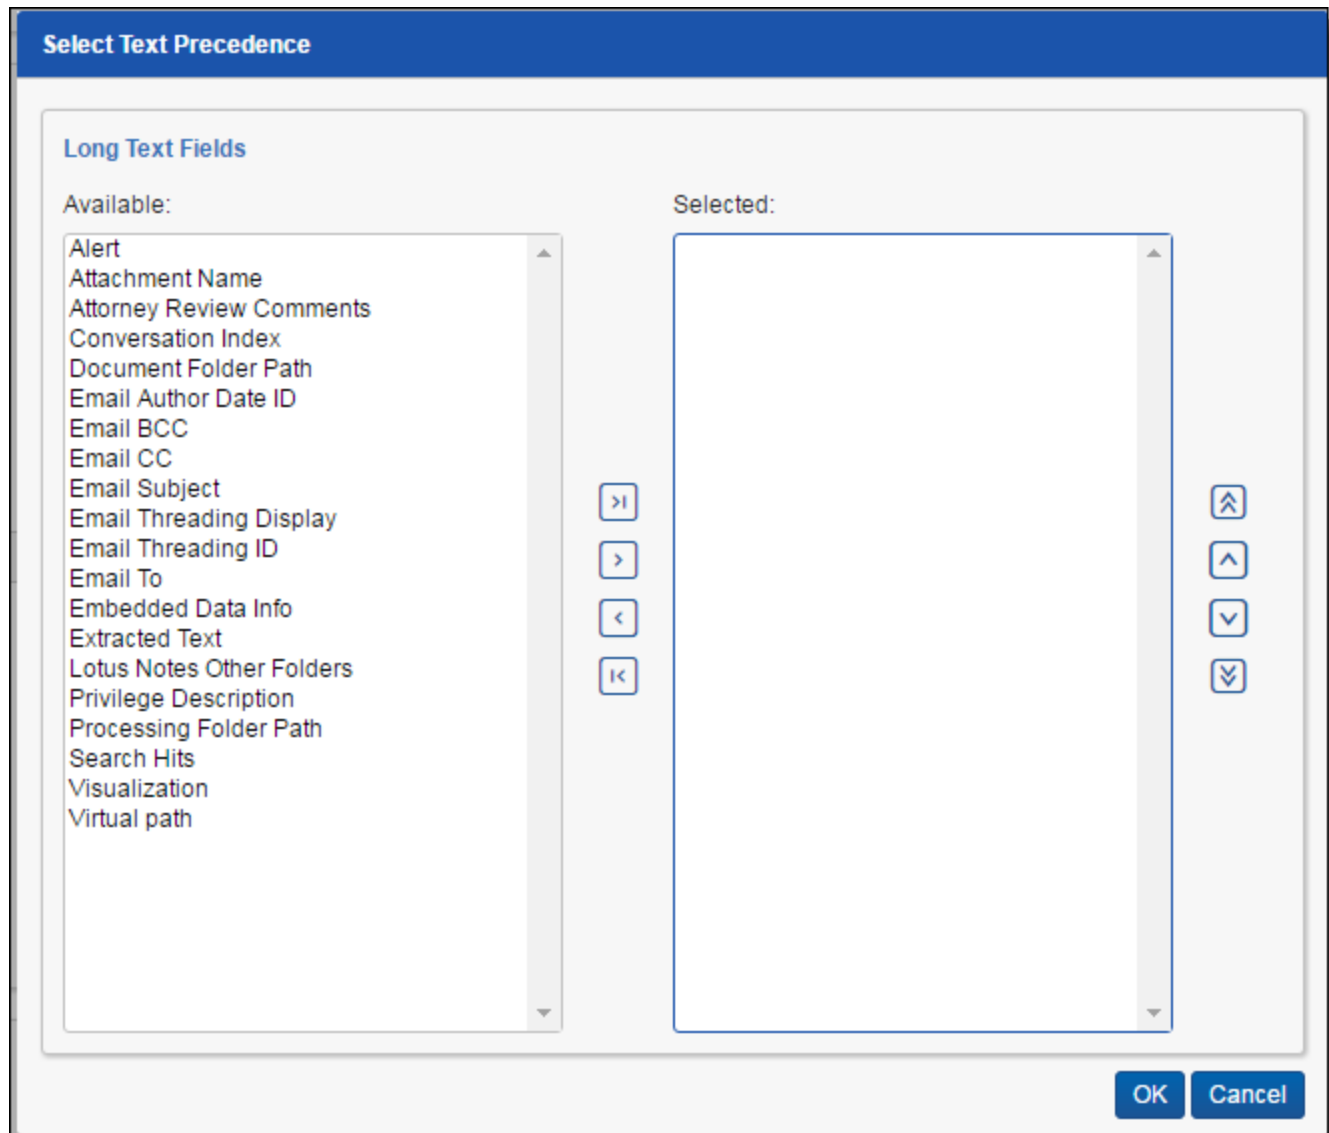 Select Text Precedence
Long Text Fields
Available:
Selected:
Alert
Attachment Name
Attorney Review Comments
Conversation Index
Document Folder Path
Email Author Date ID
Email BCC
Email CC
Email Subject
Email Threading Display
Email Threading ID
Email To
Embedded Data Info
Extracted Text
Lotus Notes Other Folders
Privilege Description
Processing Folder Path
Search Hits
Visualization
Virtual path
OK
Cancel